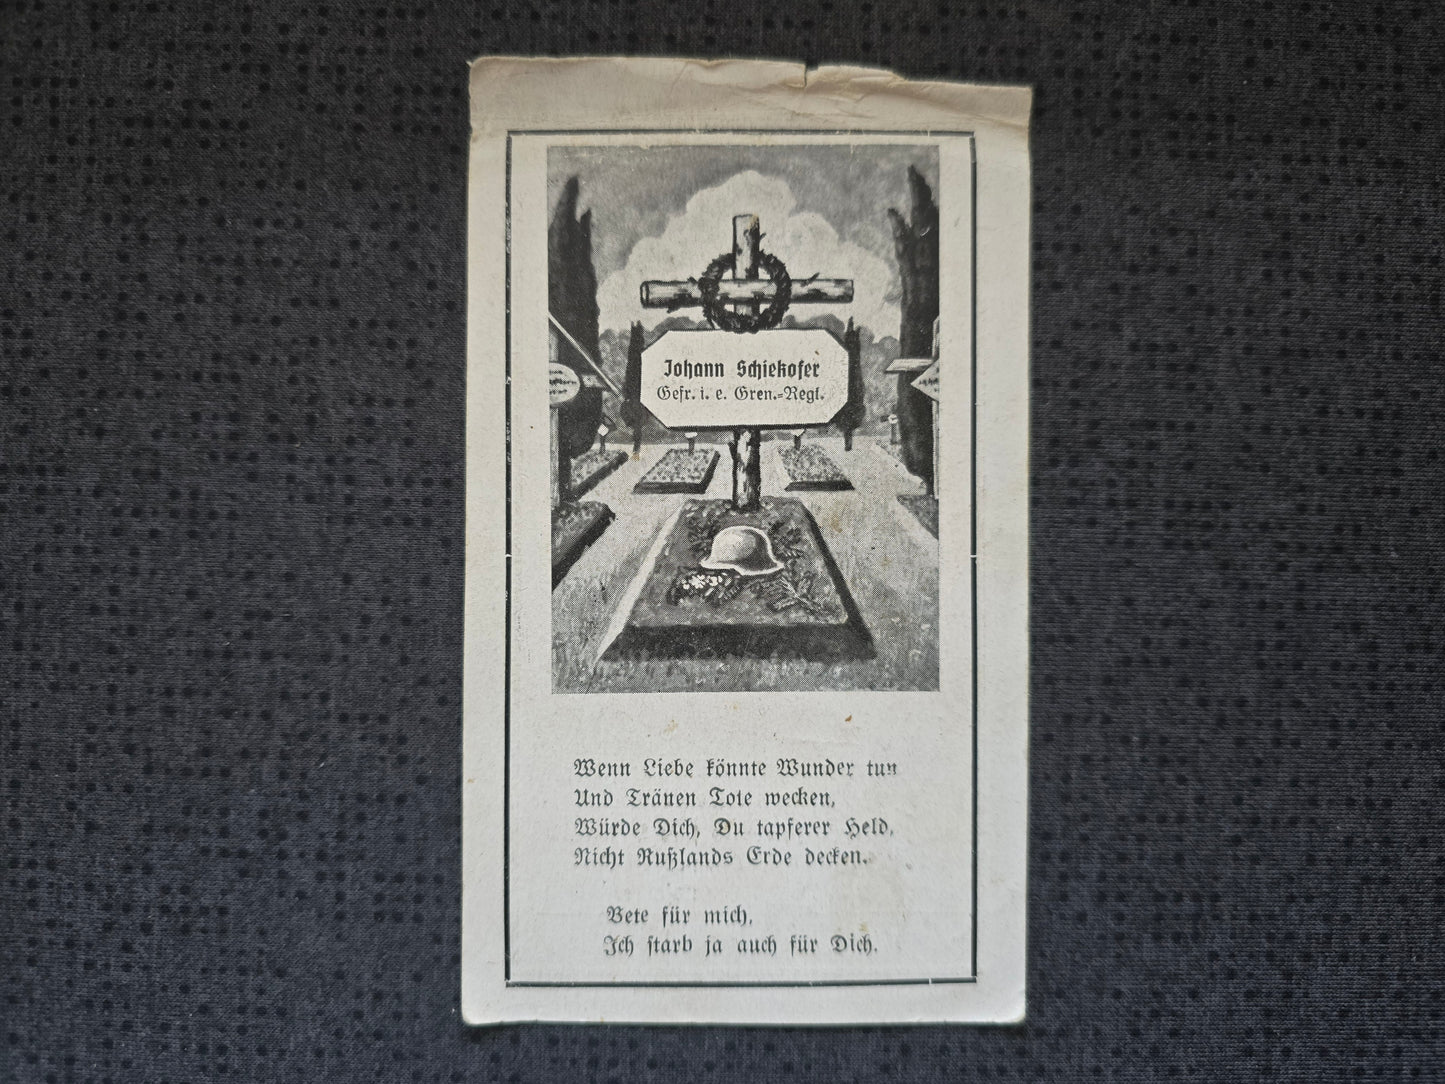 Johann Schiekofer
Gefr. i. e. Gren.-Regl.
Wenn Liebe könnte Wunder tun
Und Tränen Tote wecken,
Würde Dich, Du tapferer Held,
Nicht Rußlands Erde decken.
Bete für mich,
Ich starb ja auch für Dich.